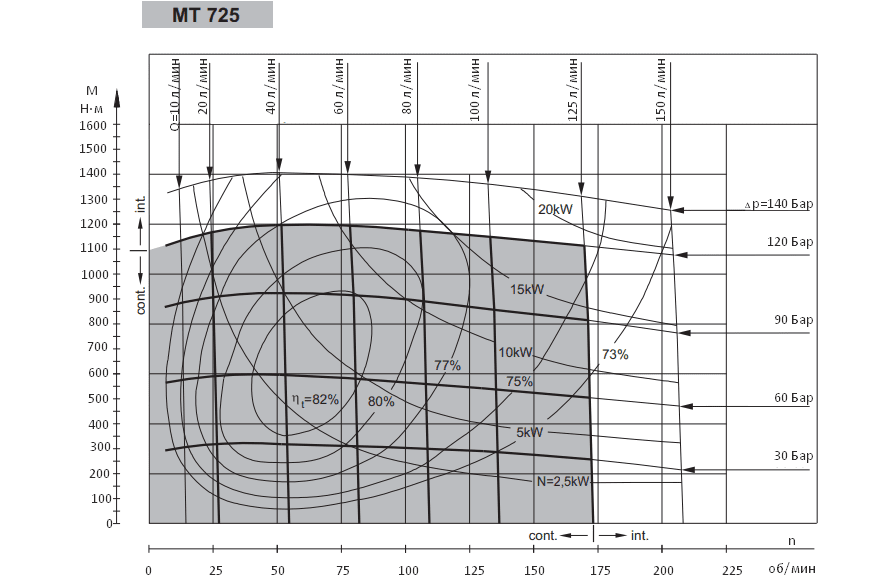 MT 725
Q=10 л/мин
20 л/мин
40 л/мин
60 л/мин
80 л/мин
100 л/мин
125 л/мин
150 л/мин
M
Н·м
1600
1500
1400
1300
1200
1100
1000
900
800
700
600
500
400
300
200
100
0
int.
cont.
20kW
15kW
10kW
5kW
N=2,5kW
ηt=82%
80%
77%
75%
73%
Δp=140 Бар
120 Бар
90 Бар
60 Бар
30 Бар
cont.
int.
n
0
25
50
75
100
125
150
175
200
225
об/мин